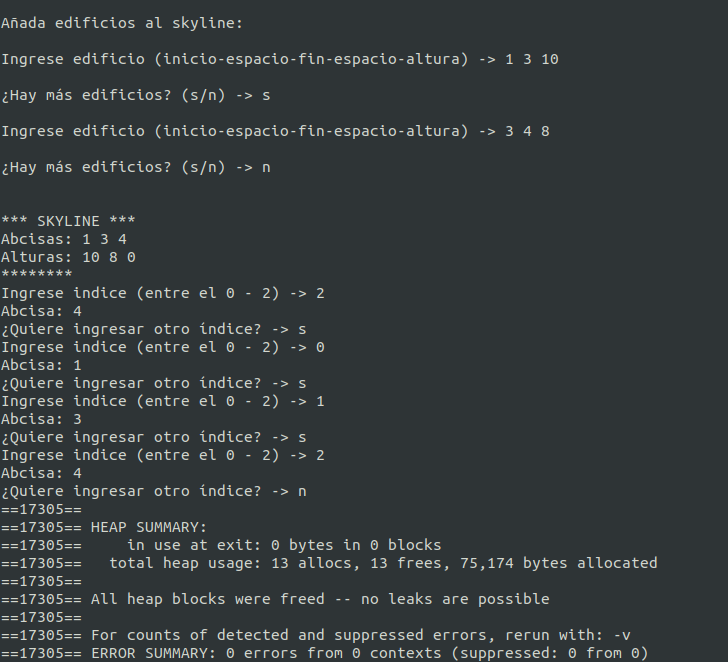 Añada edificios al skyline:
Ingrese edificio (inicio-espacio-fin-espacio-altura) -> 1 3 10
¿Hay más edificios? (s/n) -> s
Ingrese edificio (inicio-espacio-fin-espacio-altura) -> 3 4 8
¿Hay más edificios? (s/n) -> n
*** SKYLINE ***
Abcisas: 1 3 4
Alturas: 10 8 0
********
Ingrese indice (entre el 0 - 2) -> 2
Abcisa: 4
¿Quiere ingresar otro índice? -> s
Ingrese indice (entre el 0 - 2) -> 0
Abcisa: 1
¿Quiere ingresar otro índice? -> s
Ingrese indice (entre el 0 - 2) -> 1
Abcisa: 3
¿Quiere ingresar otro índice? -> s
Ingrese indice (entre el 0 - 2) -> 2
Abcisa: 4
¿Quiere ingresar otro índice? -> n
==17305==
==17305== HEAP SUMMARY:
==17305==     in use at exit: 0 bytes in 0 blocks
==17305==   total heap usage: 13 allocs, 13 frees, 75,174 bytes allocated
==17305==
==17305== All heap blocks were freed -- no leaks are possible
==17305==
==17305== For counts of detected and suppressed errors, rerun with: -v
==17305== ERROR SUMMARY: 0 errors from 0 contexts (suppressed: 0 from 0)